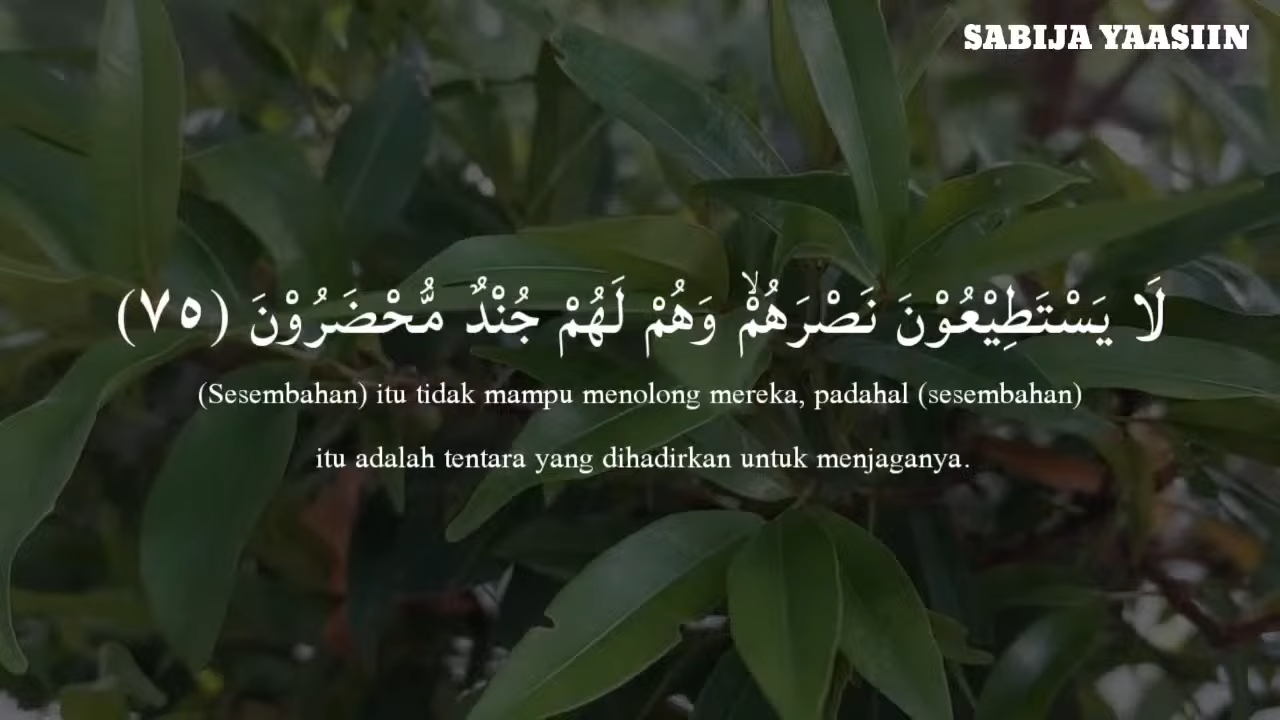 SABIJA YAASIIN
لَا يَسْتَطِيْعُوْنَ نَصْرَهُمْۙ وَهُمْ لَهُمْ جُنْدٌ مُّحْضَرُوْنَ (٧٥)
(Sesembahan) itu tidak mampu menolong mereka, padahal (sesembahan)
itu adalah tentara yang dihadirkan untuk menjaganya.